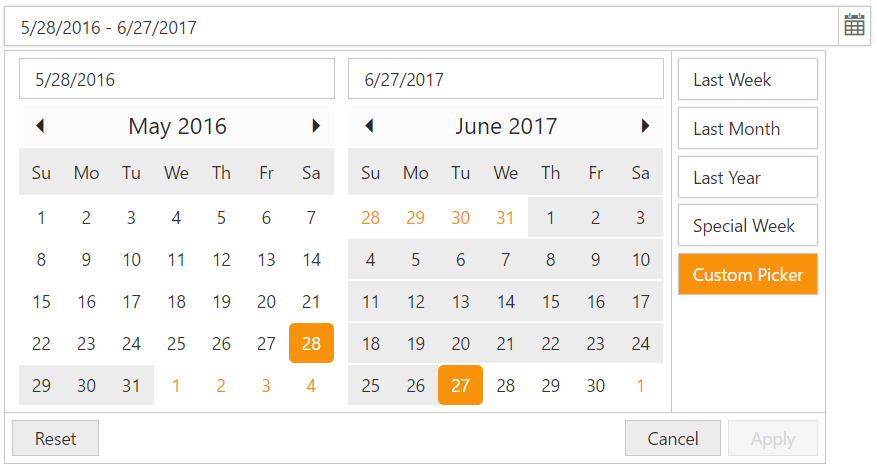 5/28/2016 - 6/27/2017
5/28/2016 6/27/2017 Last Week
May 2016 June 2017 Last Month
Su Mo Tu We Th Fr Sa Su Mo Tu We Th Fr Sa Last Year
1 2 3 4 5 6 7 28 29 30 31 1 2 3 Special Week
8 9 10 11 12 13 14 4 5 6 7 8 9 10 Custom Picker
15 16 17 18 19 20 21 11 12 13 14 15 16 17
22 23 24 25 26 27 28 18 19 20 21 22 23 24
29 30 31 1 2 3 4 25 26 27 28 29 30 1
Reset Cancel Apply